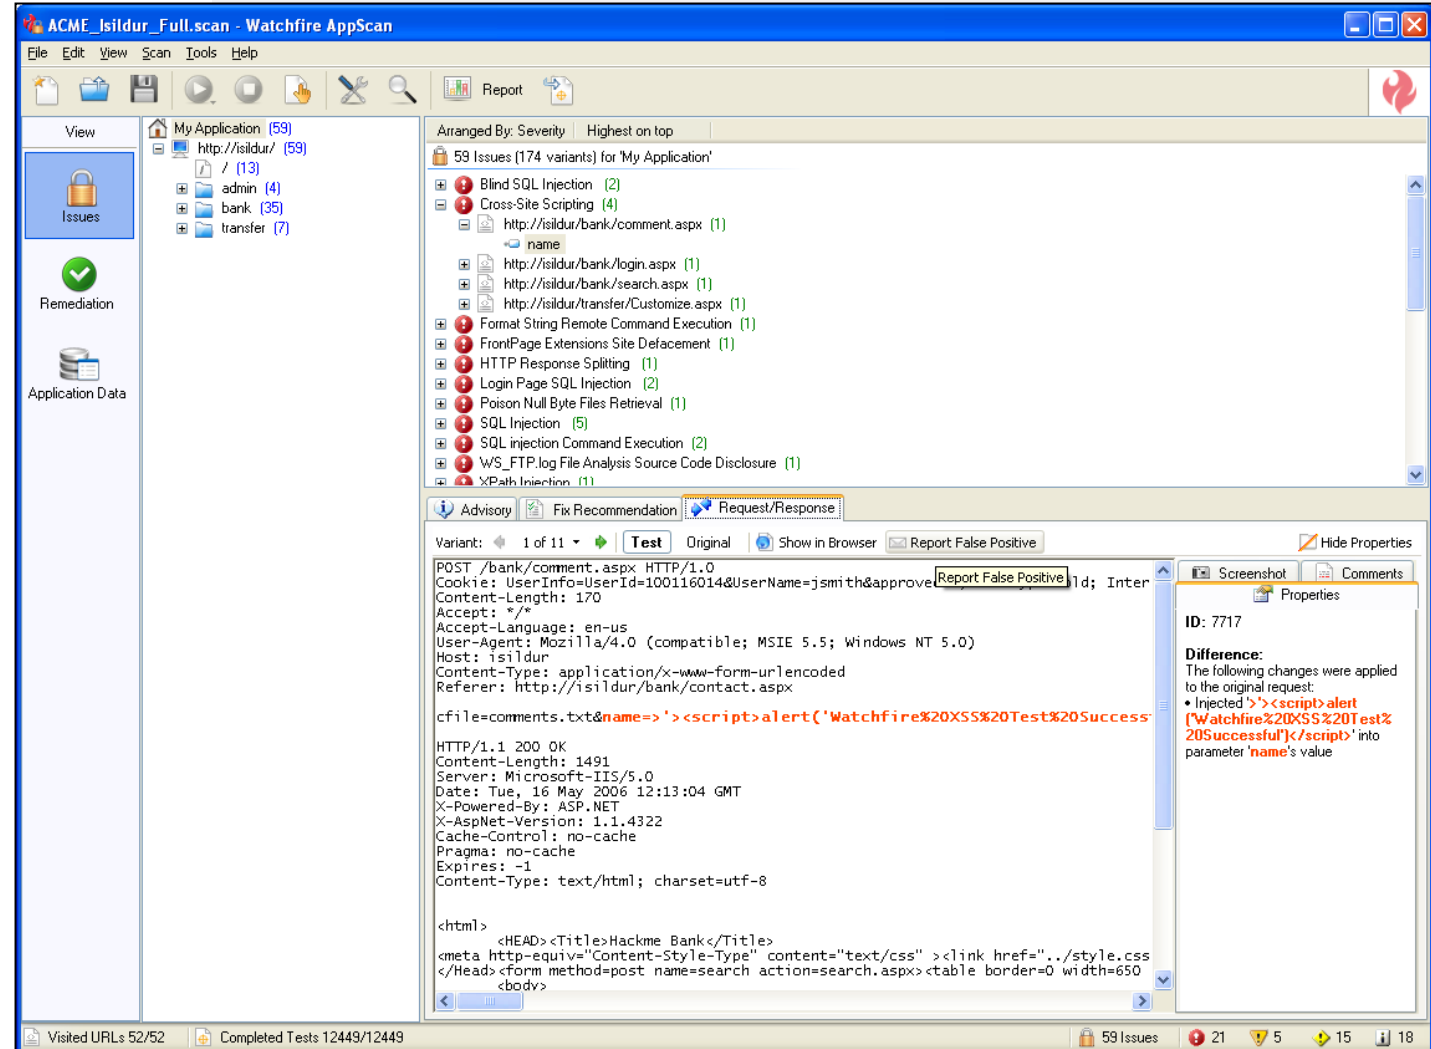 ACME_Isildur_Full.scan - Watchfire AppScan
File Edit View Scan Tools Help
Report
View
Issues
Remediation
Application Data
My Application (59)
http://isildur/ (59)
/ (13)
admin (4)
bank (35)
transfer (7)
Arranged By: Severity Highest on top
59 Issues (174 variants) for 'My Application'
Blind SQL Injection (2)
Cross-Site Scripting (4)
http://isildur/bank/comment.aspx (1)
name
http://isildur/bank/login.aspx (1)
http://isildur/bank/search.aspx (1)
http://isildur/transfer/Customize.aspx (1)
Format String Remote Command Execution (1)
FrontPage Extensions Site Defacement (1)
HTTP Response Splitting (1)
Login Page SQL Injection (2)
Poison Null Byte Files Retrieval (1)
SQL Injection (5)
SQL injection Command Execution (2)
WS_FTP.log File Analysis Source Code Disclosure (1)
XPath Injection (1)
Advisory Fix Recommendation Request/Response
Variant: 1 of 11 Test Original Show in Browser Report False Positive Hide Properties
POST /bank/comment.aspx HTTP/1.0
Cookie: UserInfo=UserId=100116014&UserName=jsmith&approve ld; Inter
Report False Positive
Content-Length: 170
Accept: */*
Accept-Language: en-us
User-Agent: Mozilla/4.0 (compatible; MSIE 5.5; Windows NT 5.0)
Host: isildur
Content-Type: application/x-www-form-urlencoded
Referer: http://isildur/bank/contact.aspx
cfile=comments.txt&name=>'><script>alert('Watchfire%20XSS%20Test%20Success
HTTP/1.1 200 OK
Content-Length: 1491
Server: Microsoft-IIS/5.0
Date: Tue, 16 May 2006 12:13:04 GMT
X-Powered-By: ASP.NET
X-AspNet-Version: 1.1.4322
Cache-Control: no-cache
Pragma: no-cache
Expires: -1
Content-Type: text/html; charset=utf-8
<html>
<HEAD><Title>Hackme Bank</Title>
<meta http-equiv="Content-Style-Type" content="text/css" ><link href="../style.css
</Head><form method=post name=search action=search.aspx><table border=0 width=650
<body>
Screenshot Comments
Properties
ID: 7717
Difference:
The following changes were applied
to the original request:
• Injected '>'><script>alert
('Watchfire%20XSS%20Test%
20Successful')</script>' into
parameter 'name's value
Visited URLs 52/52 Completed Tests 12449/12449 59 Issues 21 5 15 18